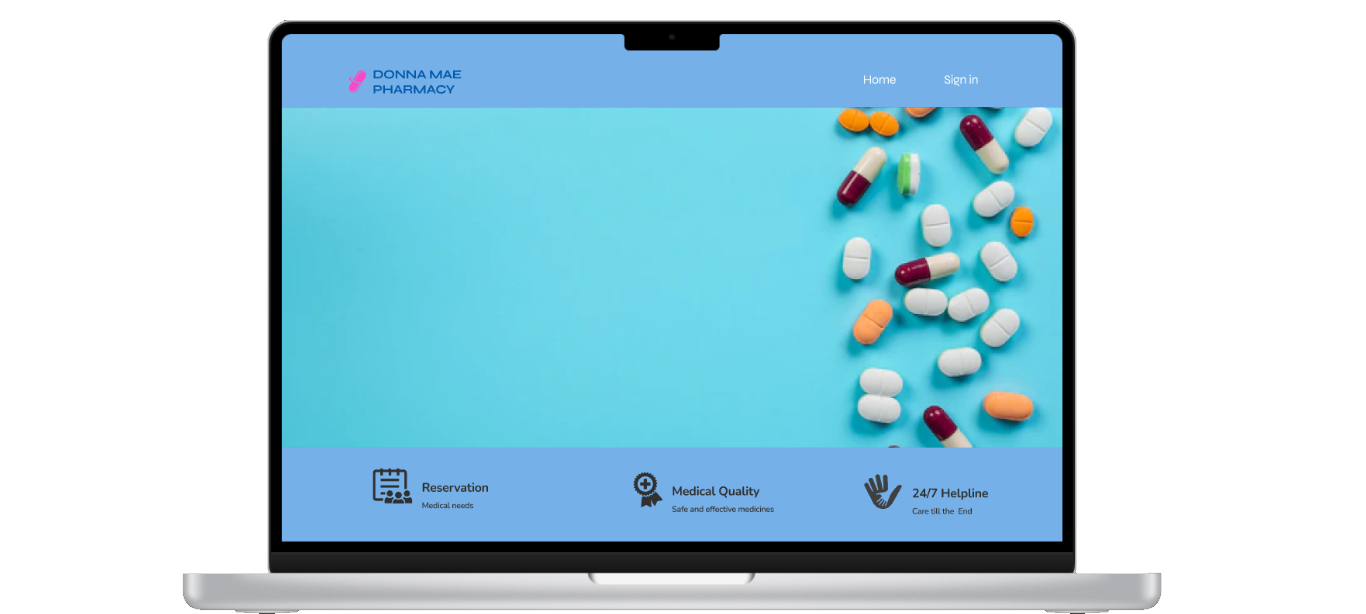 DONNA MAE
PHARMACY
Home
Sign in
Reservation
Medical needs
Medical Quality
Safe and effective medicines
24/7 Helpline
Care till the End